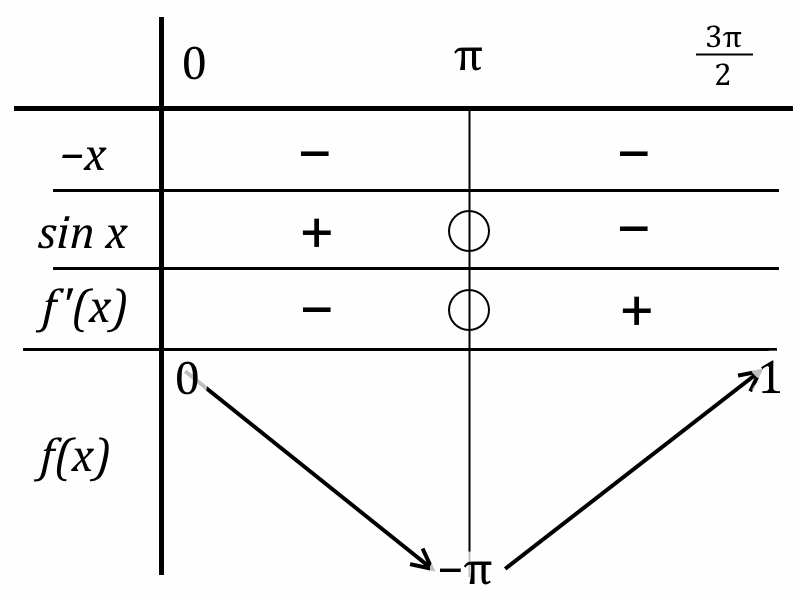 0 π 3π/2
−x − −
sin x + −
f′(x) − +
f(x) 0 −π 1